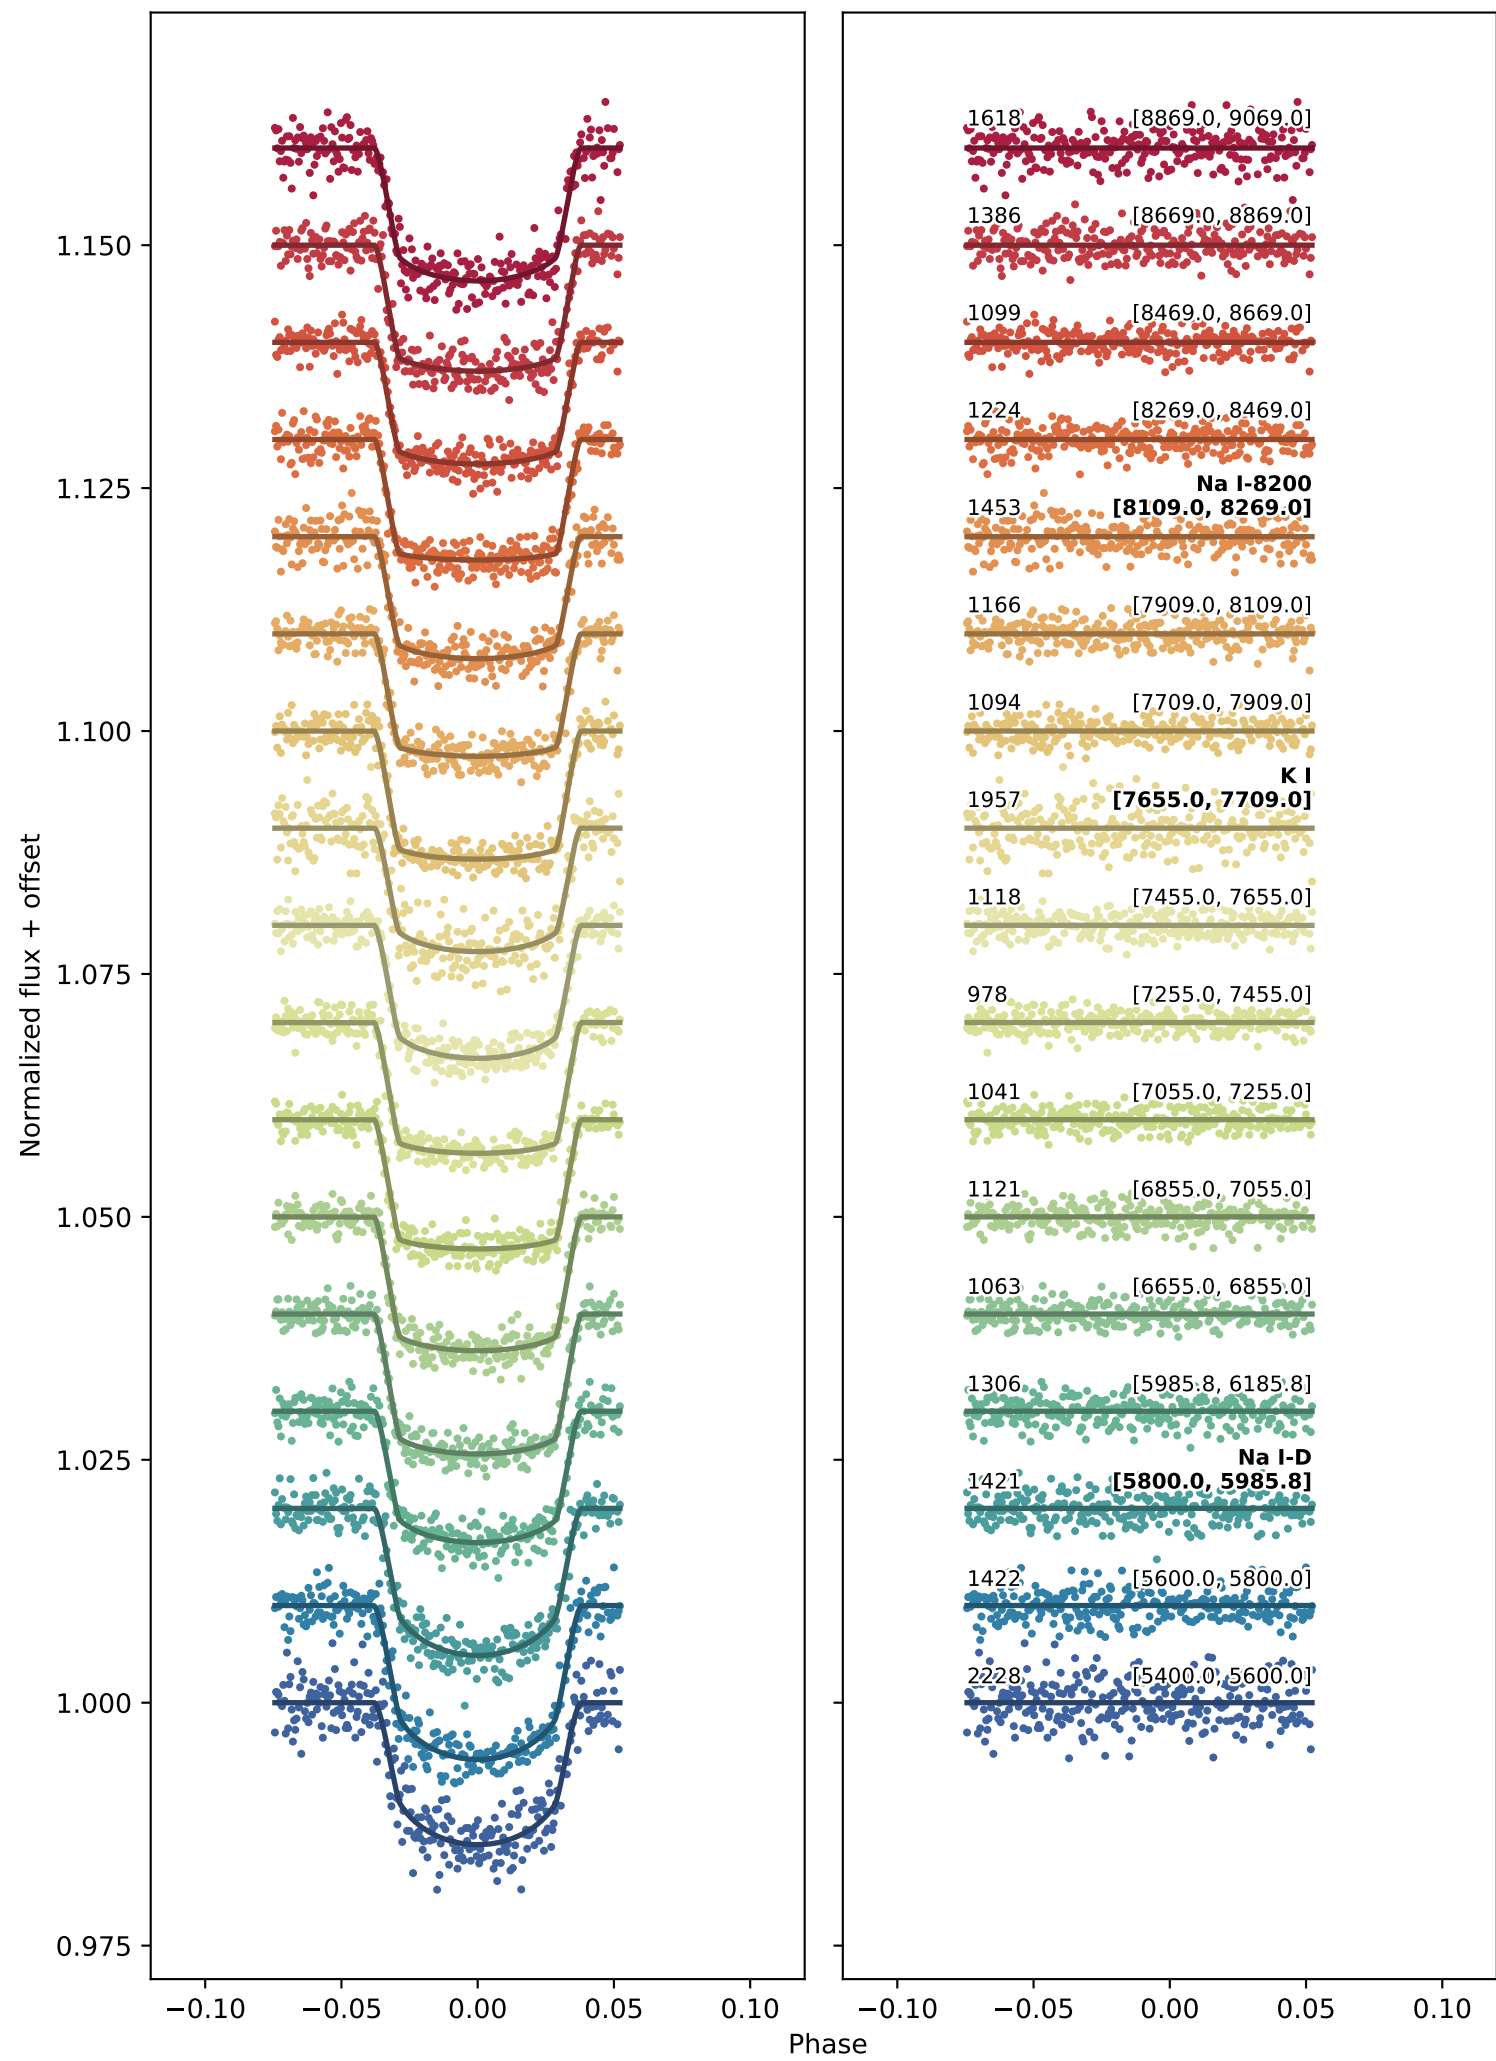 1618 [8869.0, 9069.0]
1386 [8669.0, 8869.0]
1.150
1099 [8469.0, 8669.0]
1224 [8269.0, 8469.0]
Na I-8200
1.125
1453 [8109.0, 8269.0]
1166 [7909.0, 8109.0]
1094 [7709.0, 7909.0]
1.100
K I
1957 [7655.0, 7709.0]
1118 [7455.0, 7655.0]
1.075
978 [7255.0, 7455.0]
1041 [7055.0, 7255.0]
1121 [6855.0, 7055.0]
1.050
1063 [6655.0, 6855.0]
1306 [5985.8, 6185.8]
Na I-D
1.025
1421 [5800.0, 5985.8]
1422 [5600.0, 5800.0]
2228 [5400.0, 5600.0]
1.000
0.975
Normalized flux + offset
−0.10 −0.05 0.00 0.05 0.10 −0.10 −0.05 0.00 0.05 0.10
Phase